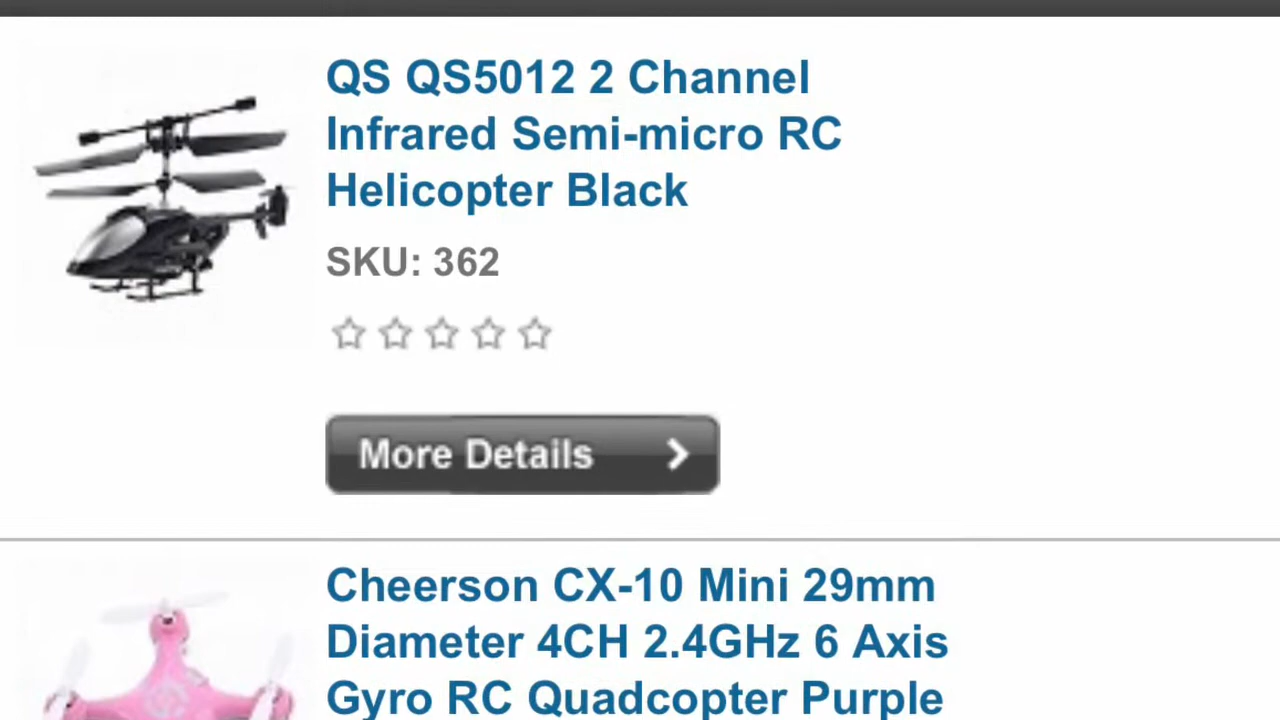 QS QS5012 2 Channel
Infrared Semi-micro RC
Helicopter Black
SKU: 362
More Details
Cheerson CX-10 Mini 29mm
Diameter 4CH 2.4GHz 6 Axis
Gyro RC Quadcopter Purple